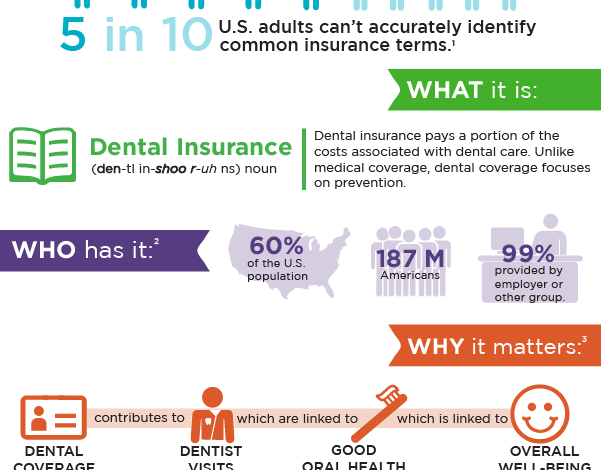 5 in 10 U.S. adults can't accurately identify
common insurance terms.¹
WHAT it is:
Dental Insurance
(den-tl in-shoo r-uh ns) noun
Dental insurance pays a portion of the
costs associated with dental care. Unlike
medical coverage, dental coverage focuses
on prevention.
WHO has it:²
60%
of the U.S.
population
187 M
Americans
99%
provided by
employer or
other group.
WHY it matters:³
contributes to
which are linked to
which is linked to
DENTAL
COVERAGE
DENTIST
VISITS
GOOD
ORAL HEALTH
OVERALL
WELL-BEING